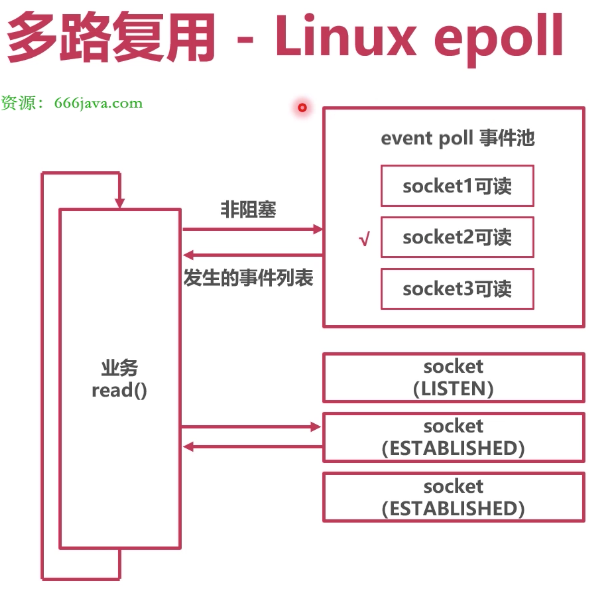 多路复用 - Linux epoll
资源：666java.com
event poll 事件池
socket1可读
非阻塞
√
socket2可读
发生的事件列表
socket3可读
业务
read()
socket
（LISTEN）
socket
（ESTABLISHED）
socket
（ESTABLISHED）